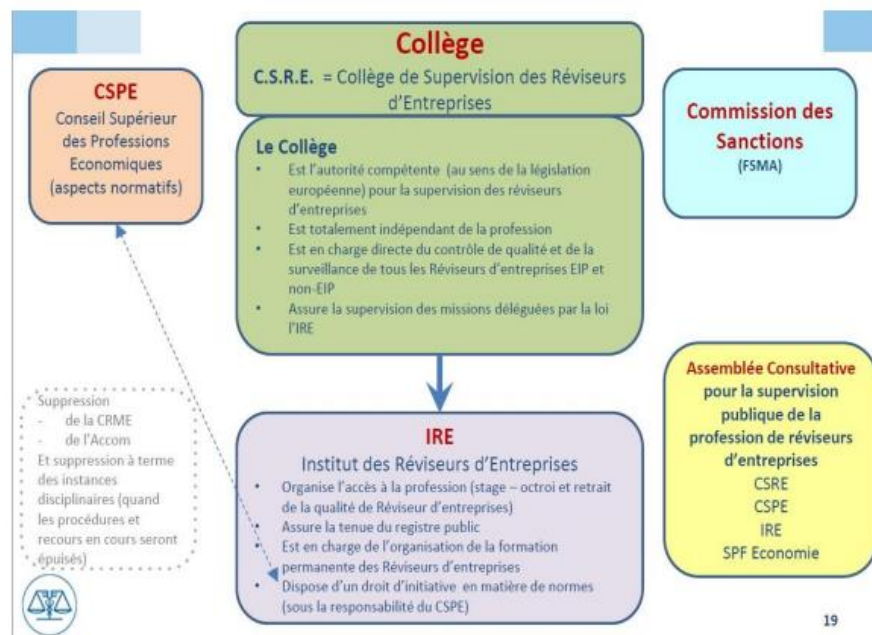 Collège
C.S.R.E. = Collège de Supervision des Réviseurs
d'Entreprises
CSPE
Conseil Supérieur
des Professions
Economiques
(aspects normatifs)
Le Collège
• Est l'autorité compétente (au sens de la législation
européenne) pour la supervision des réviseurs
d'entreprises
• Est totalement indépendant de la profession
• Est en charge directe du contrôle de qualité et de la
surveillance de tous les Réviseurs d'entreprises EIP et
non-EIP
• Assure la supervision des missions déléguées par la loi
l'IRE
Commission des
Sanctions
(FSMA)
Suppression
- de la CRME
- de l'Accom
Et suppression à terme
des instances
disciplinaires (quand
les procédures et
recours en cours seront
épuisés)
IRE
Institut des Réviseurs d'Entreprises
• Organise l'accès à la profession (stage – octroi et retrait
de la qualité de Réviseur d'entreprises)
• Assure la tenue du registre public
• Est en charge de l'organisation de la formation
permanente des Réviseurs d'entreprises
• Dispose d'un droit d'initiative en matière de normes
(sous la responsabilité du CSPE)
Assemblée Consultative
pour la supervision
publique de la
profession de réviseurs
d'entreprises
CSRE
CSPE
IRE
SPF Economie
19